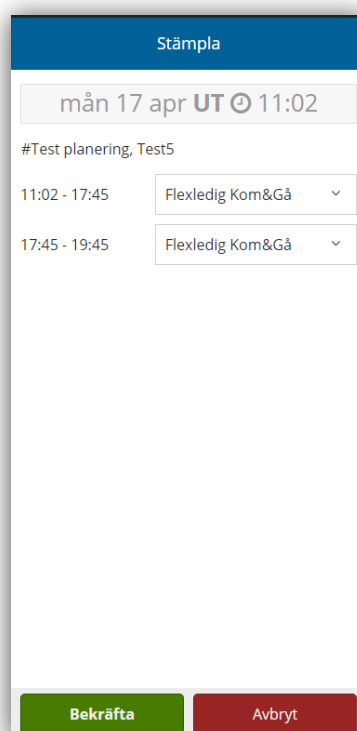 Stämpla
mån 17 apr UT 11:02
#Test planering, Test5
11:02 - 17:45 Flexledig Kom&Gå
17:45 - 19:45 Flexledig Kom&Gå
Bekräfta Avbryt